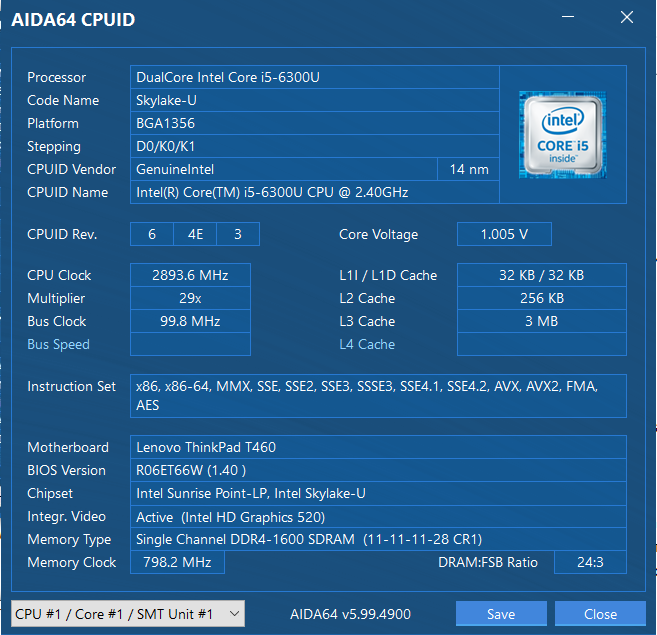 AIDA64 CPUID
Processor DualCore Intel Core i5-6300U
Code Name Skylake-U
Platform BGA1356
Stepping D0/K0/K1
CPUID Vendor GenuineIntel 14 nm
CPUID Name Intel(R) Core(TM) i5-6300U CPU @ 2.40GHz
intel
CORE i5
inside™
CPUID Rev. 6 4E 3 Core Voltage 1.005 V
CPU Clock 2893.6 MHz L1I / L1D Cache 32 KB / 32 KB
Multiplier 29x L2 Cache 256 KB
Bus Clock 99.8 MHz L3 Cache 3 MB
Bus Speed L4 Cache
Instruction Set x86, x86-64, MMX, SSE, SSE2, SSE3, SSSE3, SSE4.1, SSE4.2, AVX, AVX2, FMA,
AES
Motherboard Lenovo ThinkPad T460
BIOS Version R06ET66W (1.40 )
Chipset Intel Sunrise Point-LP, Intel Skylake-U
Integr. Video Active (Intel HD Graphics 520)
Memory Type Single Channel DDR4-1600 SDRAM (11-11-11-28 CR1)
Memory Clock 798.2 MHz DRAM:FSB Ratio 24:3
CPU #1 / Core #1 / SMT Unit #1 AIDA64 v5.99.4900 Save Close